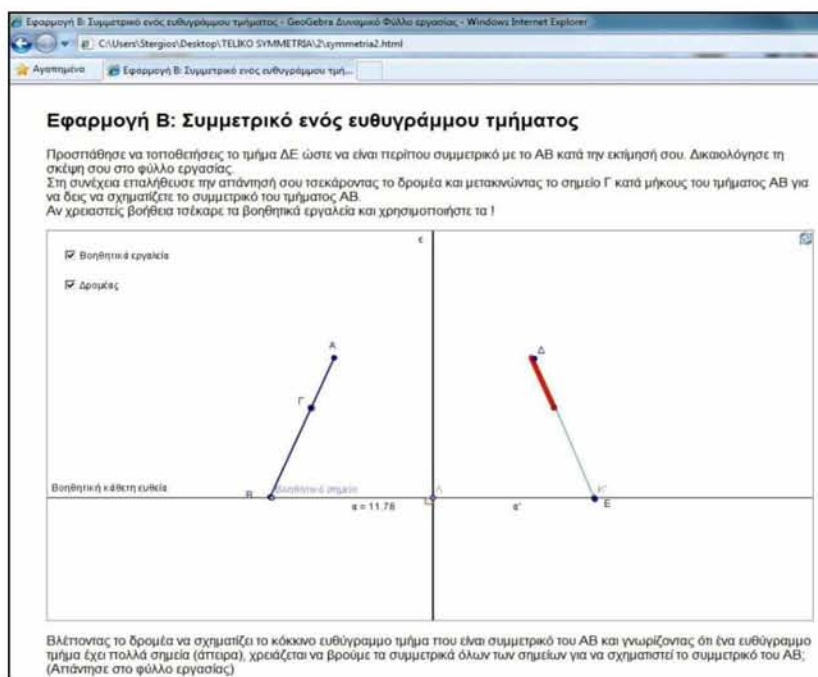 Εφαρμογή Β: Συμμετρικό ενός ευθυγράμμου τμήματος - GeoGebra Δυναμικό Φύλλο εργασίας - Windows Internet Explorer
C:\Users\Stergios\Desktop\TELIKO SYMMETRIA\2\symmetria2.html
Αγαπημένα Εφαρμογή Β: Συμμετρικό ενός ευθυγράμμου τμή...
Εφαρμογή Β: Συμμετρικό ενός ευθυγράμμου τμήματος
Προσπάθησε να τοποθετήσεις το τμήμα ΔΕ ώστε να είναι περίπου συμμετρικό με το ΑΒ κατά την εκτίμησή σου. Δικαιολόγησε τη
σκέψη σου στο φύλλο εργασίας.
Στη συνέχεια επαλήθευσε την απάντησή σου τσεκάροντας το δρομέα και μετακινώντας το σημείο Γ κατά μήκους του τμήματος ΑΒ για
να δεις να σχηματίζετε το συμμετρικό του τμήματος ΑΒ.
Αν χρειαστείς βοήθεια τσέκαρε τα βοηθητικά εργαλεία και χρησιμοποιήστε τα !
Βοηθητικά εργαλεία
ε
Δρομέας
Α
Δ
Γ
Βοηθητική κάθετη ευθεία
Β
Βοηθητικό σημείο
Λ
Ε
α = 11.78
α'
Βλέποντας το δρομέα να σχηματίζει το κόκκινο ευθύγραμμο τμήμα που είναι συμμετρικό του ΑΒ και γνωρίζοντας ότι ένα ευθύγραμμο
τμήμα έχει πολλά σημεία (άπειρα), χρειάζεται να βρούμε τα συμμετρικά όλων των σημείων για να σχηματιστεί το συμμετρικό του ΑΒ;
(Απάντησε στο φύλλο εργασίας)